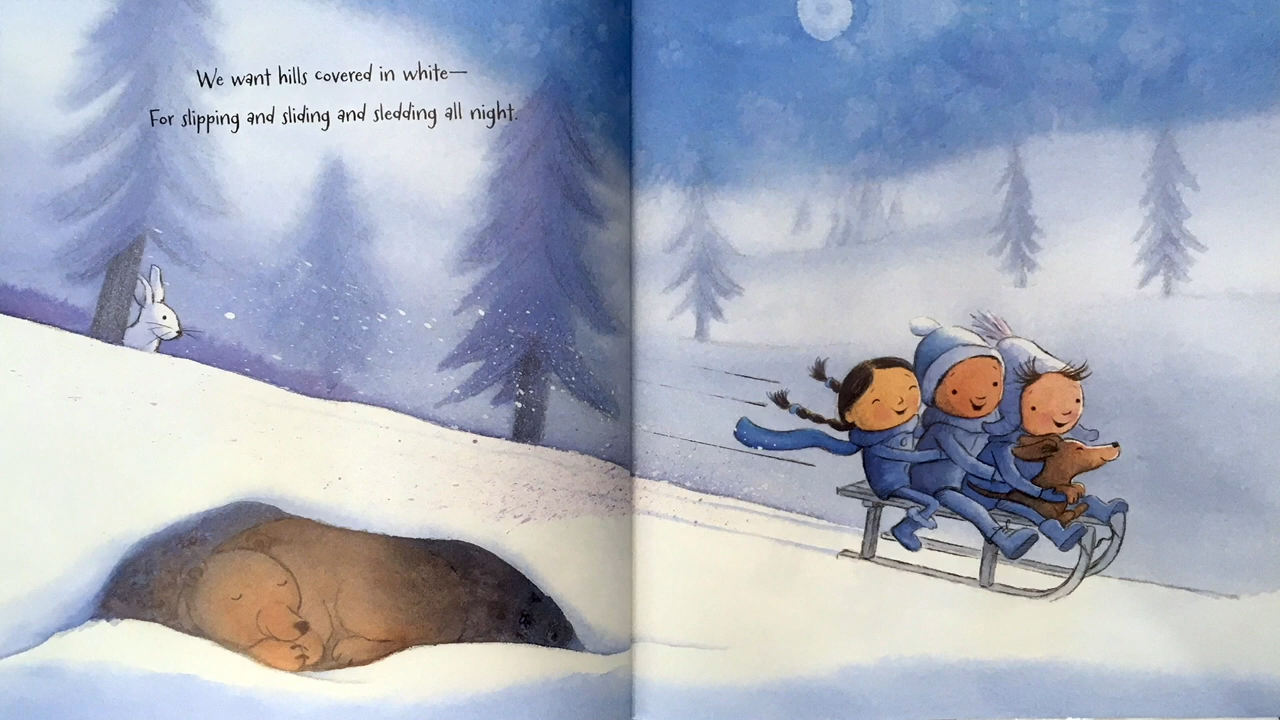 We want hills covered in white—
For slipping and sliding and sledding all night.